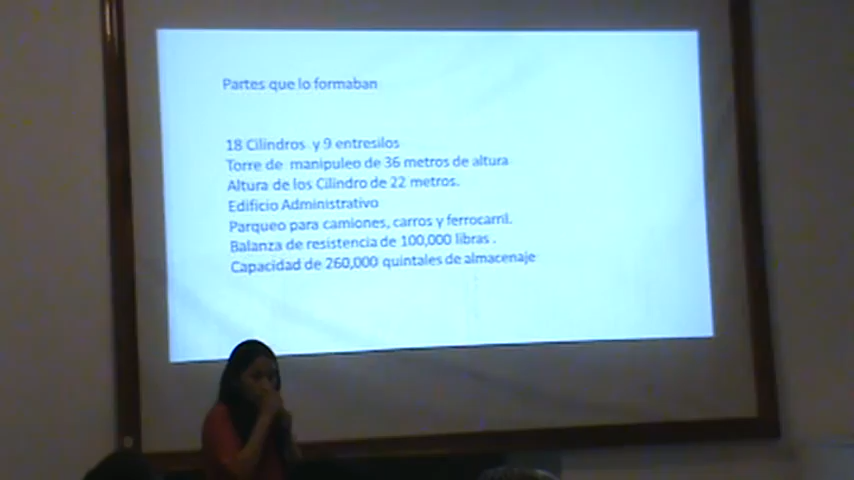 Partes que lo formaban
18 Cilindros y 9 entresilos
Torre de manipuleo de 36 metros de altura
Altura de los Cilindro de 22 metros.
Edificio Administrativo
Parqueo para camiones, carros y ferrocarril.
Balanza de resistencia de 100,000 libras .
Capacidad de 260,000 quintales de almacenaje